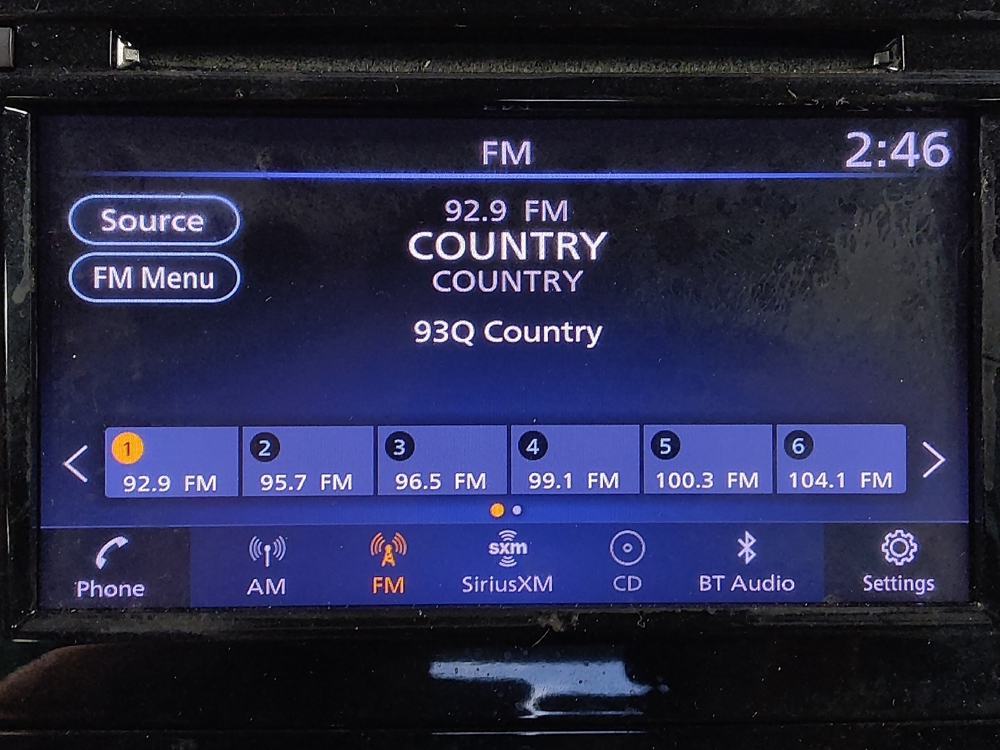 FM
2:46
Source
FM Menu
92.9 FM
COUNTRY
COUNTRY
93Q Country
1
92.9 FM
2
95.7 FM
3
96.5 FM
4
99.1 FM
5
100.3 FM
6
104.1 FM
Phone
AM
FM
sxm
SiriusXM
CD
BT Audio
Settings